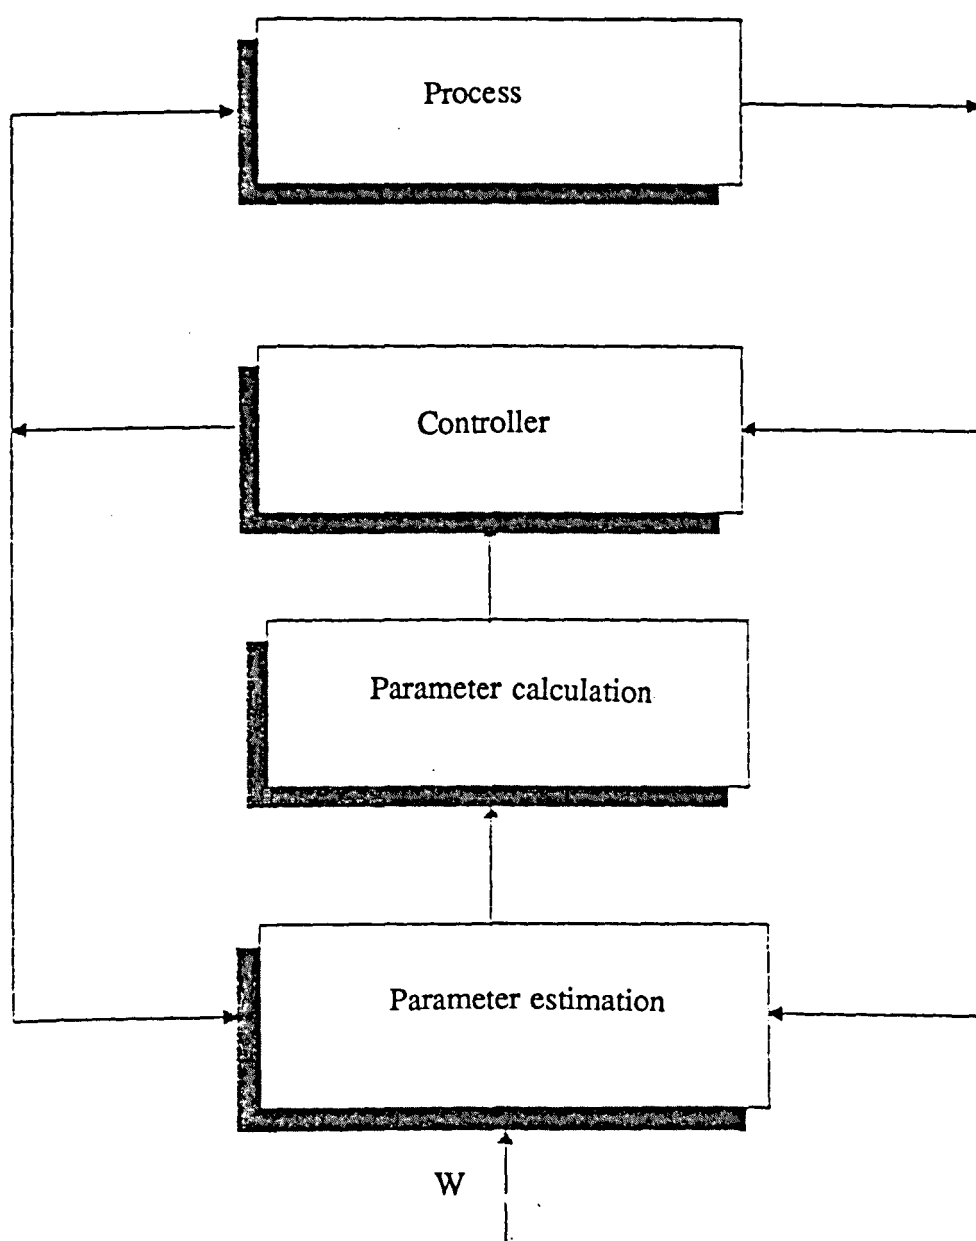 Process
Controller
Parameter calculation
Parameter estimation
W